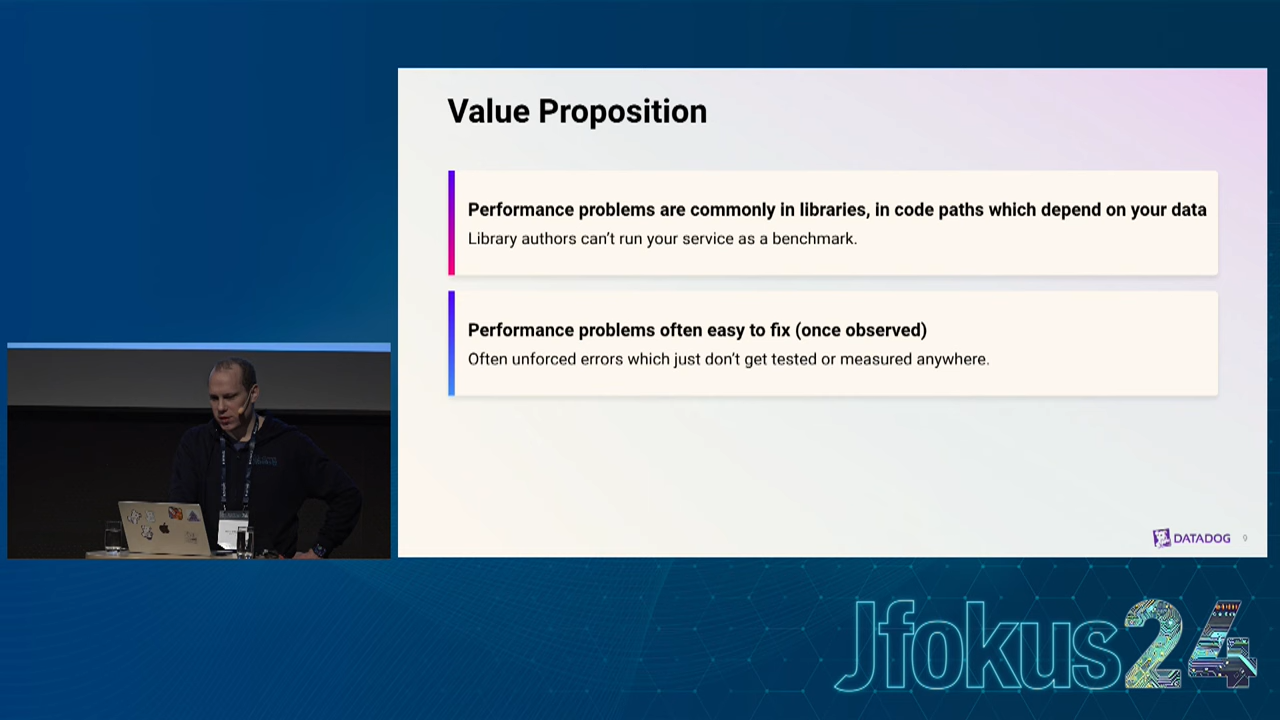 Value Proposition
Performance problems are commonly in libraries, in code paths which depend on your data
Library authors can't run your service as a benchmark.
Performance problems often easy to fix (once observed)
Often unforced errors which just don't get tested or measured anywhere.
DATADOG 9
Jfokus24